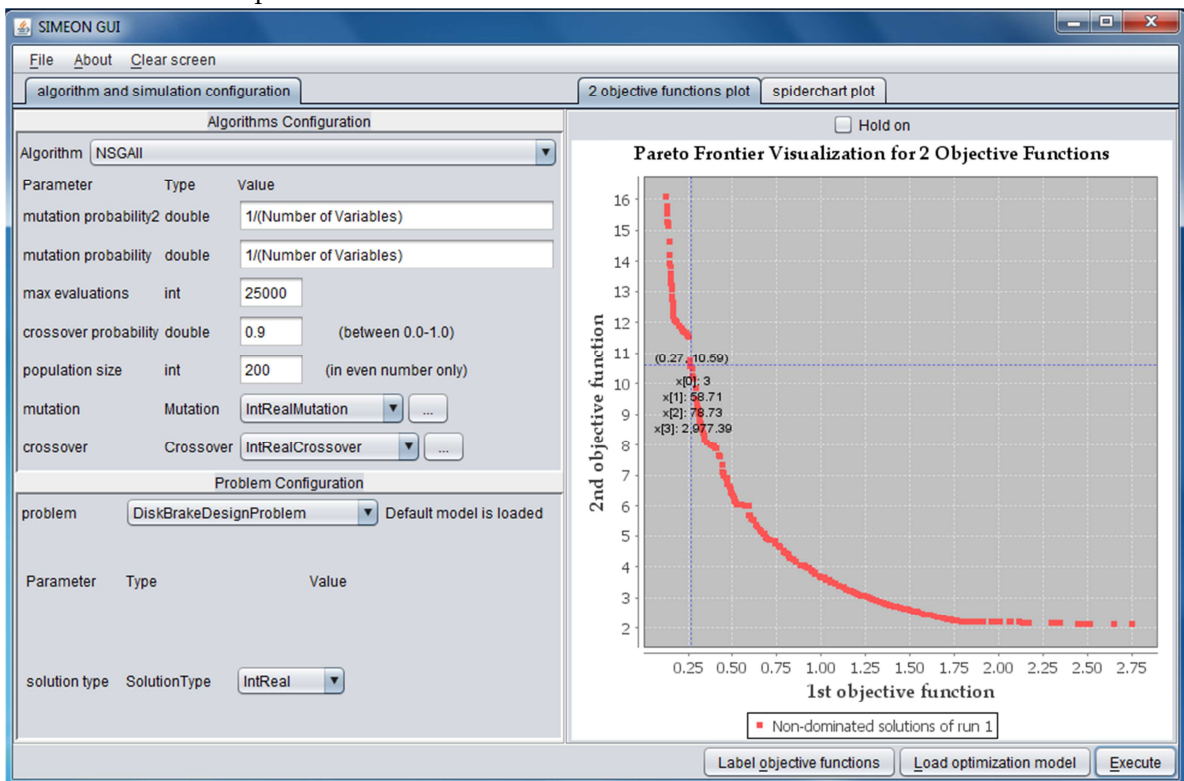 SIMEON GUI
File About Clear screen
algorithm and simulation configuration
2 objective functions plot spiderchart plot
Algorithms Configuration
Algorithm NSGAII
Parameter Type Value
mutation probability2 double 1/(Number of Variables)
mutation probability double 1/(Number of Variables)
max evaluations int 25000
crossover probability double 0.9 (between 0.0-1.0)
population size int 200 (in even number only)
mutation Mutation IntRealMutation ...
crossover Crossover IntRealCrossover ...
Problem Configuration
problem DiskBrakeDesignProblem Default model is loaded
Parameter Type Value
solution type SolutionType IntReal
Hold on
Pareto Frontier Visualization for 2 Objective Functions
2nd objective function
16
15
14
13
12
11
10
9
8
7
6
5
4
3
2
(0.27, 10.59)
x[0]: 3
x[1]: 58.71
x[2]: 78.73
x[3]: 2,977.39
0.25 0.50 0.75 1.00 1.25 1.50 1.75 2.00 2.25 2.50 2.75
1st objective function
Non-dominated solutions of run 1
Label objective functions Load optimization model Execute